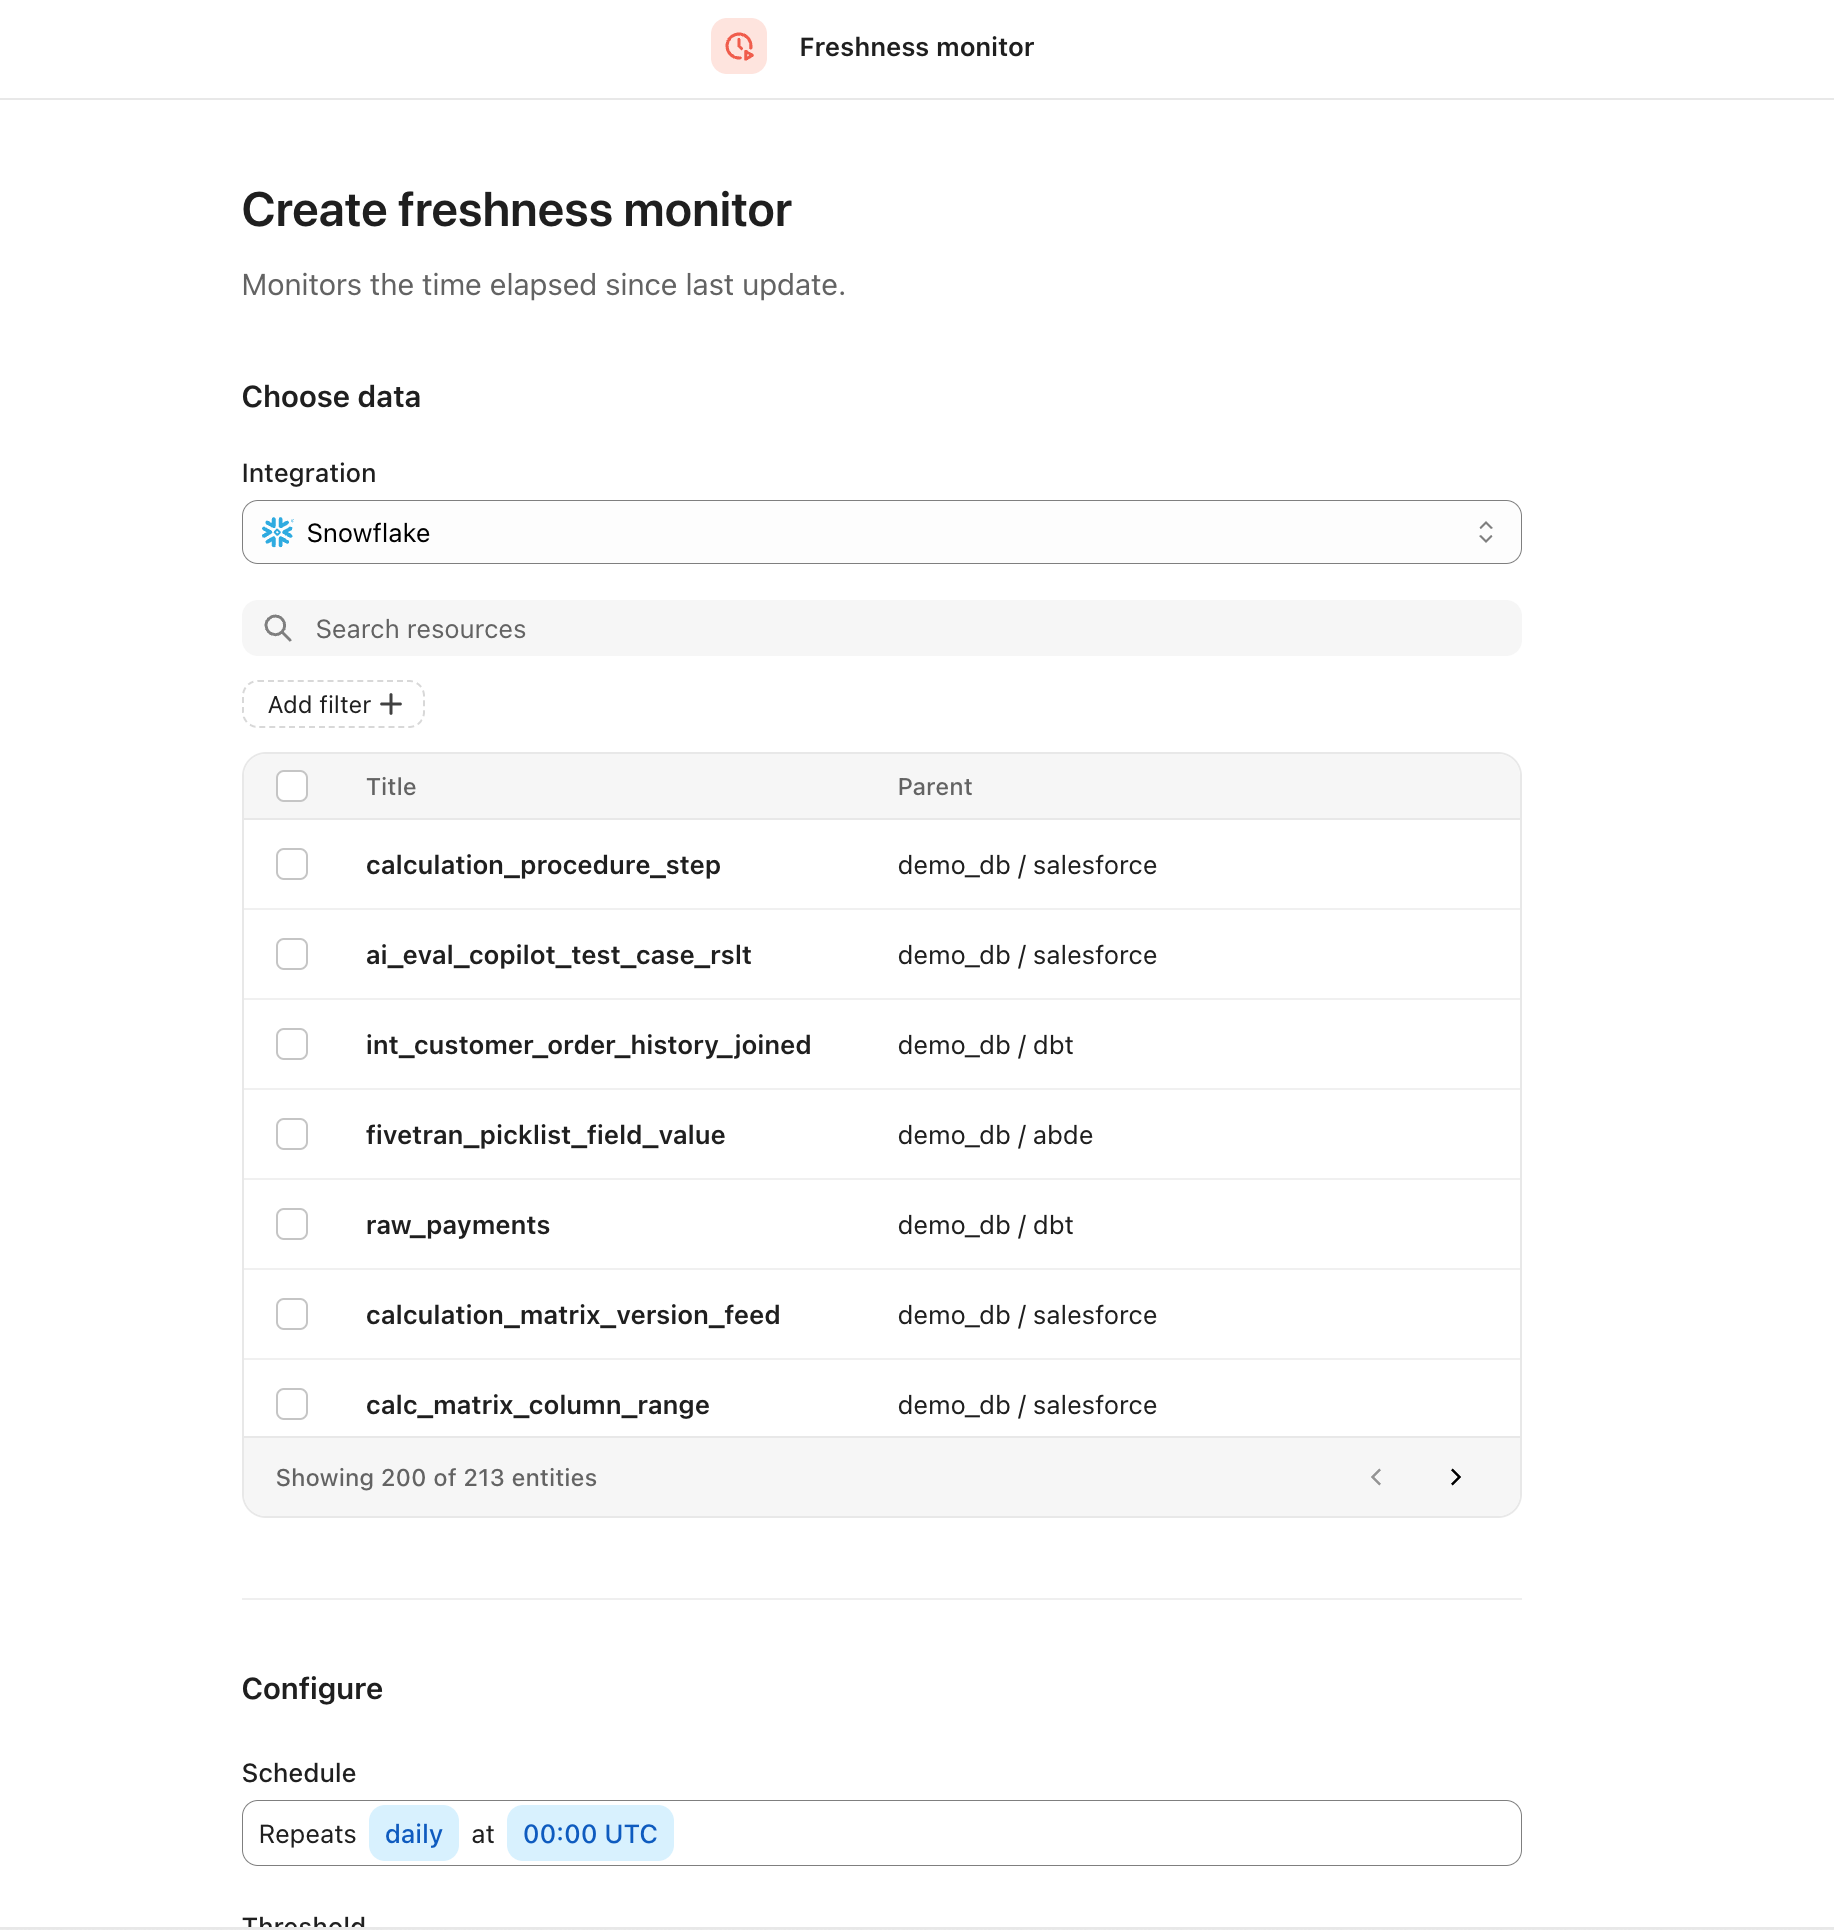 Freshness monitor
Create freshness monitor
Monitors the time elapsed since last update.
Choose data
Integration
Snowflake
Search resources
Add filter +
Title Parent
calculation_procedure_step demo_db / salesforce
ai_eval_copilot_test_case_rslt demo_db / salesforce
int_customer_order_history_joined demo_db / dbt
fivetran_picklist_field_value demo_db / abde
raw_payments demo_db / dbt
calculation_matrix_version_feed demo_db / salesforce
calc_matrix_column_range demo_db / salesforce
Showing 200 of 213 entities
Configure
Schedule
Repeats daily at 00:00 UTC
Threshold